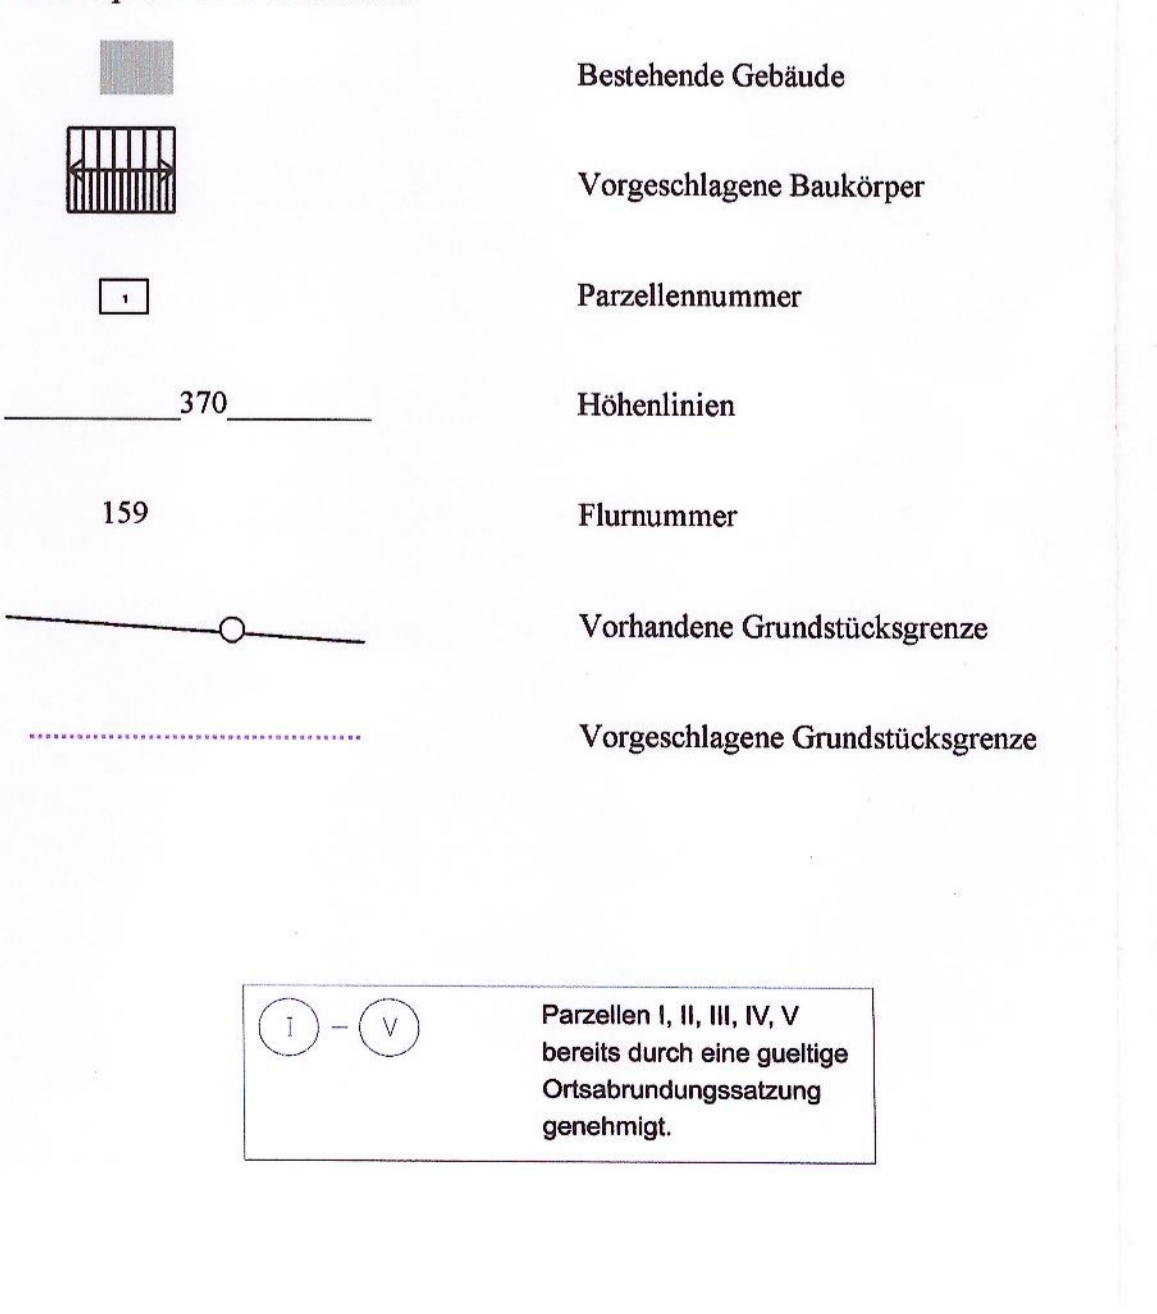 Bestehende Gebäude
Vorgeschlagene Baukörper
1 Parzellennummer
370 Höhenlinien
159 Flurnummer
Vorhandene Grundstücksgrenze
Vorgeschlagene Grundstücksgrenze
I - V
Parzellen I, II, III, IV, V
bereits durch eine gueltige
Ortsabrundungssatzung
genehmigt.